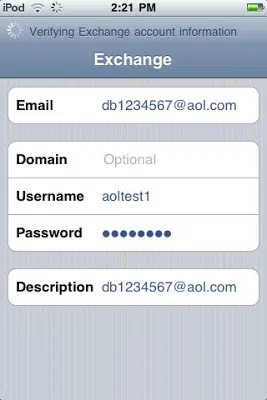 iPod 2:21 PM
Verifying Exchange account information
Exchange
Email db1234567@aol.com
Domain Optional
Username aoltest1
Password ●●●●●●●●
Description db1234567@aol.com